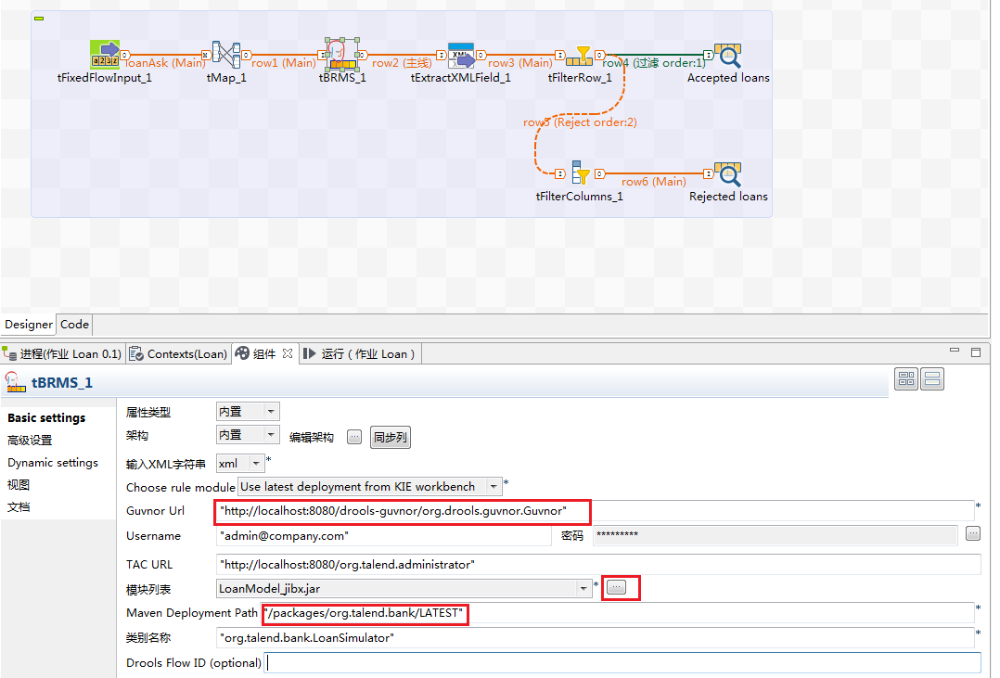 loanAsk (Main)
row1 (Main)
row2 (主线)
row3 (Main)
row4 (过滤 order:1)
tFixedFlowInput_1
tMap_1
tBRMS_1
tExtractXMLField_1
tFilterRow_1
Accepted loans
row5 (Reject order:2)
row6 (Main)
tFilterColumns_1
Rejected loans
Designer
Code
进程(作业 Loan 0.1)
Contexts(Loan)
组件
运行 ( 作业 Loan )
tBRMS_1
Basic settings
高级设置
Dynamic settings
视图
文档
属性类型 内置
架构 内置 编辑架构 ... 同步列
输入XML字符串 xml *
Choose rule module Use latest deployment from KIE workbench *
Guvnor Url "http://localhost:8080/drools-guvnor/org.drools.guvnor.Guvnor" *
Username "admin@company.com" 密码 ********* ...
TAC URL "http://localhost:8080/org.talend.administrator"
模块列表 LoanModel_jibx.jar * ...
Maven Deployment Path "/packages/org.talend.bank/LATEST" *
类别名称 "org.talend.bank.LoanSimulator" *
Drools Flow ID (optional)